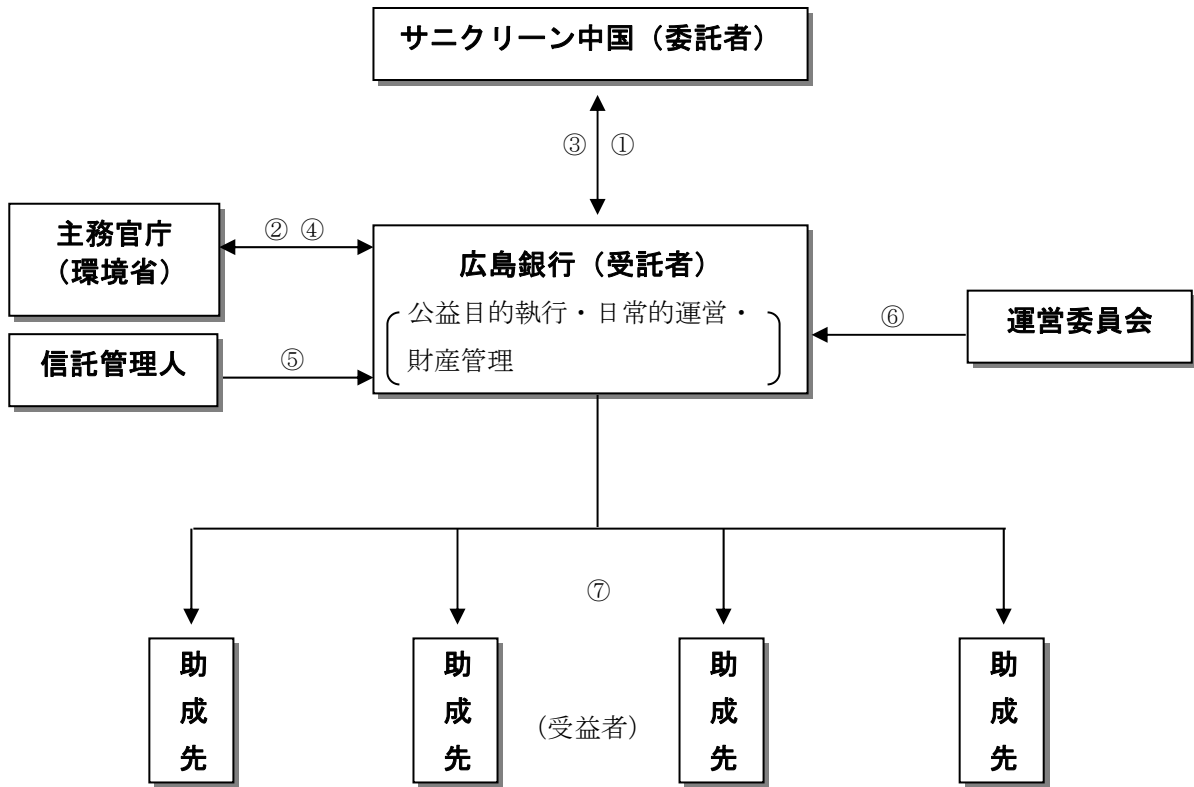 サニクリーン中国（委託者）
③ ①
主務官庁
（環境省）
② ④
広島銀行（受託者）
公益目的執行・日常的運営・
財産管理
⑥
運営委員会
信託管理人
⑤
⑦
助成先
助成先
（受益者）
助成先
助成先